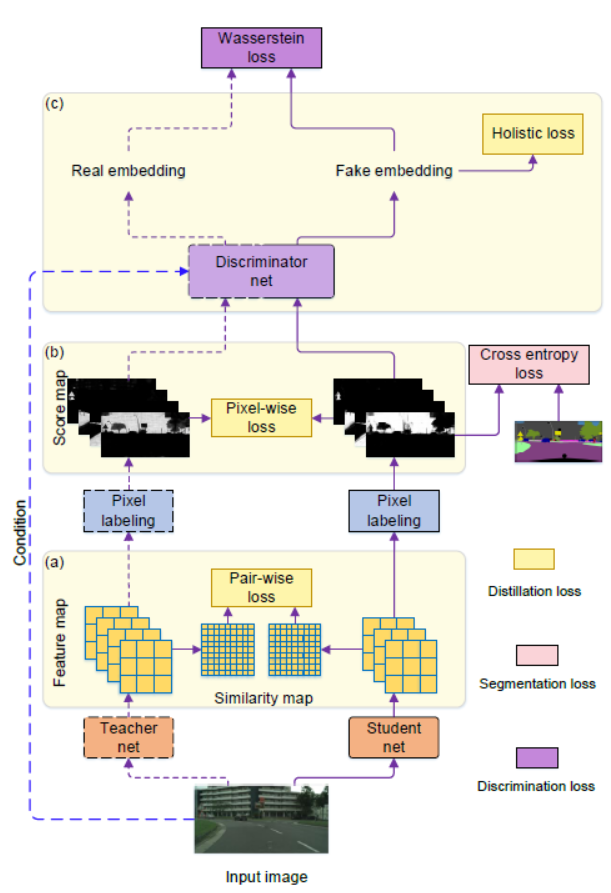 Wasserstein
loss
(c)
Holistic loss
Real embedding
Fake embedding
Discriminator
net
(b)
Score map
Pixel-wise
loss
Cross entropy
loss
Pixel
labeling
Pixel
labeling
Condition
(a)
Feature map
Pair-wise
loss
Similarity map
Distillation loss
Segmentation loss
Discrimination loss
Teacher
net
Student
net
Input image